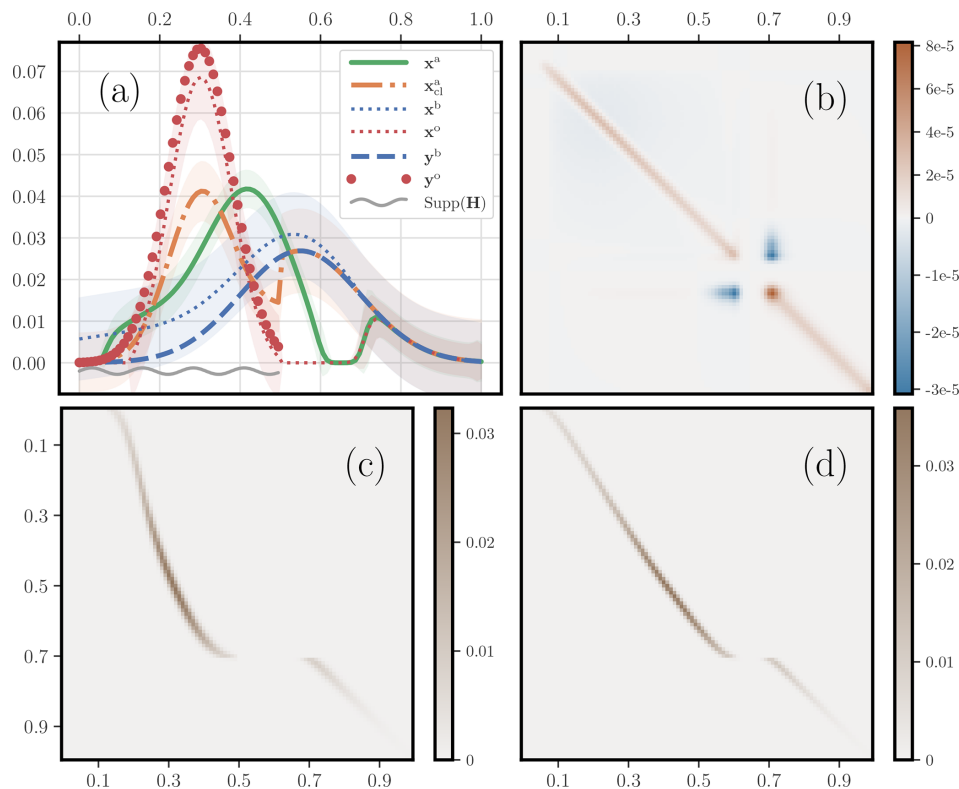 0.0 0.2 0.4 0.6 0.8 1.0
0.07
0.06
0.05
0.04
0.03
0.02
0.01
0.00
(a)
x^a
x^a_cl
x^b
x^o
y^b
y^o
Supp(H)
0.1 0.3 0.5 0.7 0.9
(b)
8e-5
6e-5
4e-5
2e-5
0
-1e-5
-2e-5
-3e-5
0.1
0.3
0.5
0.7
0.9
(c)
0.1 0.3 0.5 0.7 0.9
0.03
0.02
0.01
0
(d)
0.1 0.3 0.5 0.7 0.9
0.03
0.02
0.01
0